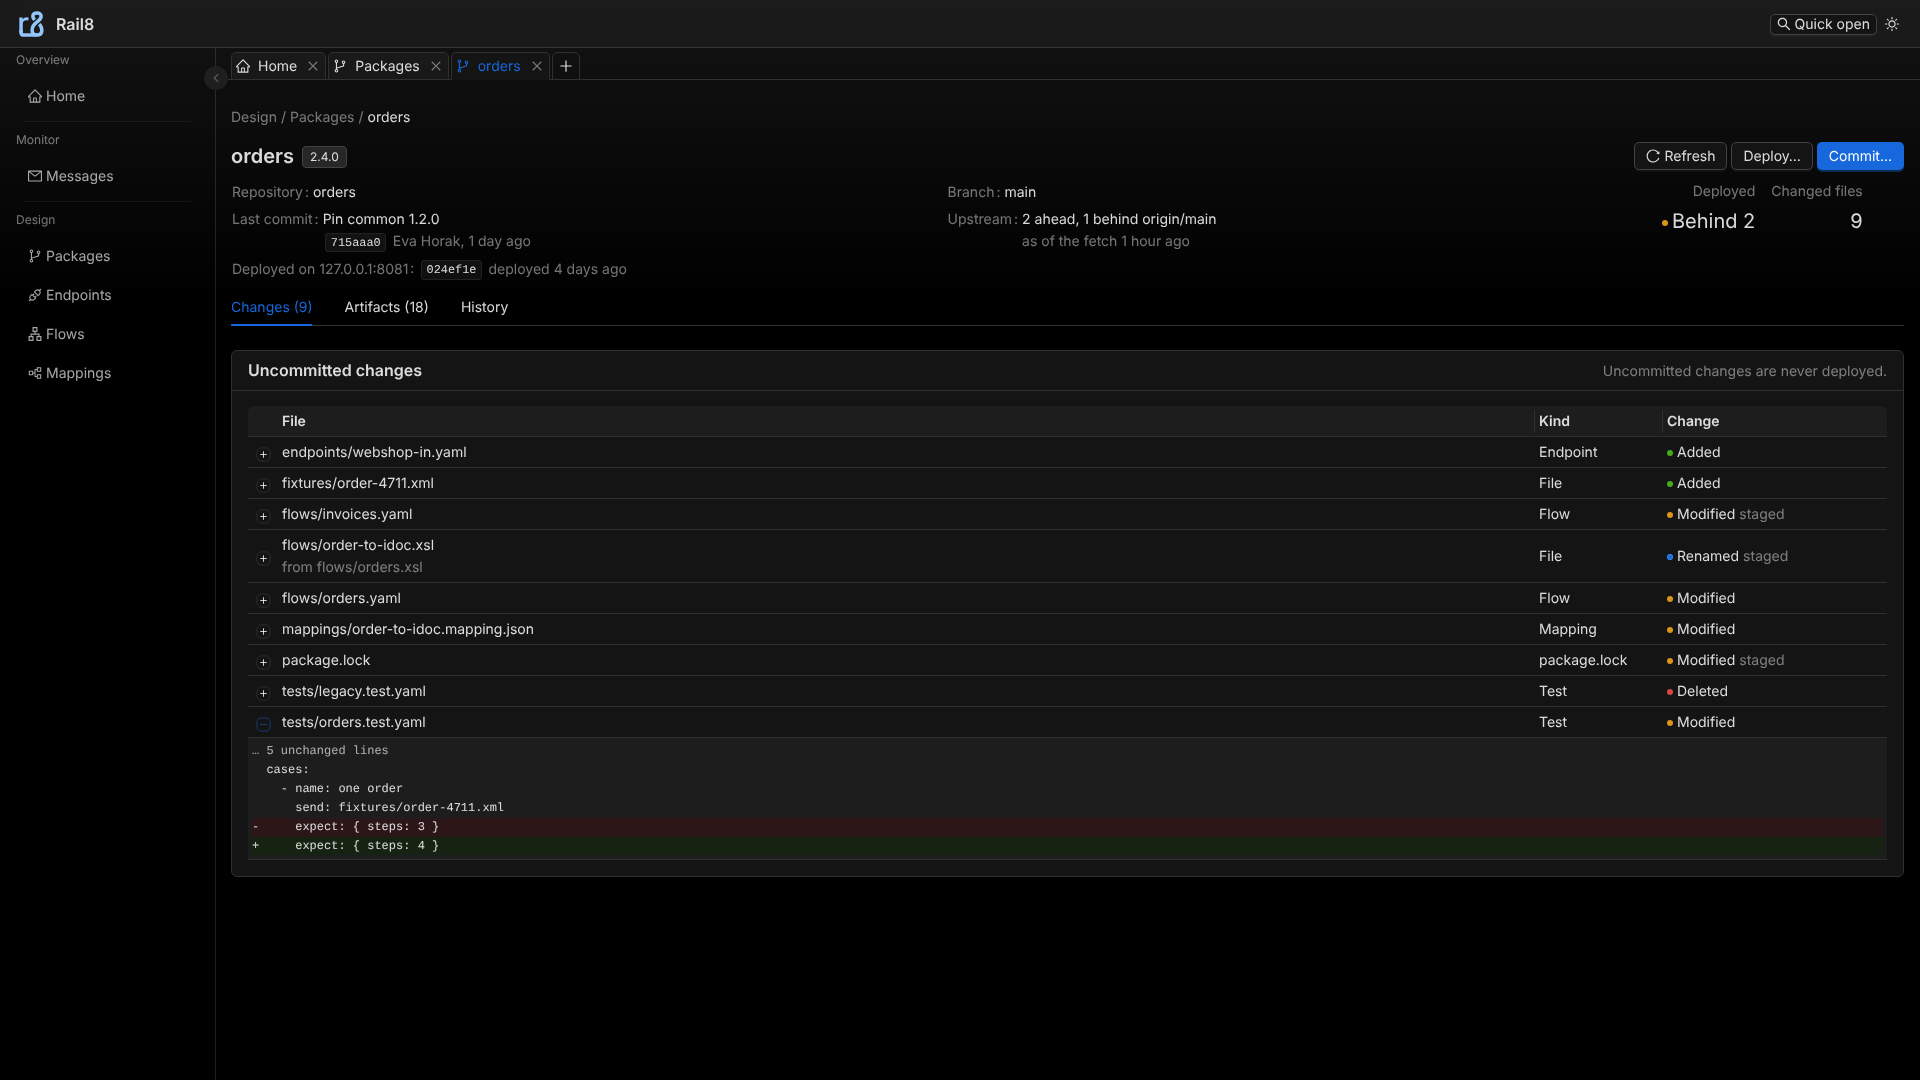 Rail8
Quick open
Overview
Home
Monitor
Messages
Design
Packages
Endpoints
Flows
Mappings
Home
Packages
orders
Design / Packages / orders
orders 2.4.0
Refresh
Deploy...
Commit...
Repository: orders
Branch: main
Deployed
Changed files
Last commit: Pin common 1.2.0
715aaa0 Eva Horak, 1 day ago
Upstream: 2 ahead, 1 behind origin/main
as of the fetch 1 hour ago
Behind 2
9
Deployed on 127.0.0.1:8081: 024ef1e deployed 4 days ago
Changes (9)
Artifacts (18)
History
Uncommitted changes
Uncommitted changes are never deployed.
File Kind Change
endpoints/webshop-in.yaml Endpoint Added
fixtures/order-4711.xml File Added
flows/invoices.yaml Flow Modified staged
flows/order-to-idoc.xsl
from flows/orders.xsl
File Renamed staged
flows/orders.yaml Flow Modified
mappings/order-to-idoc.mapping.json Mapping Modified
package.lock package.lock Modified staged
tests/legacy.test.yaml Test Deleted
tests/orders.test.yaml Test Modified
… 5 unchanged lines
cases:
- name: one order
send: fixtures/order-4711.xml
- expect: { steps: 3 }
+ expect: { steps: 4 }